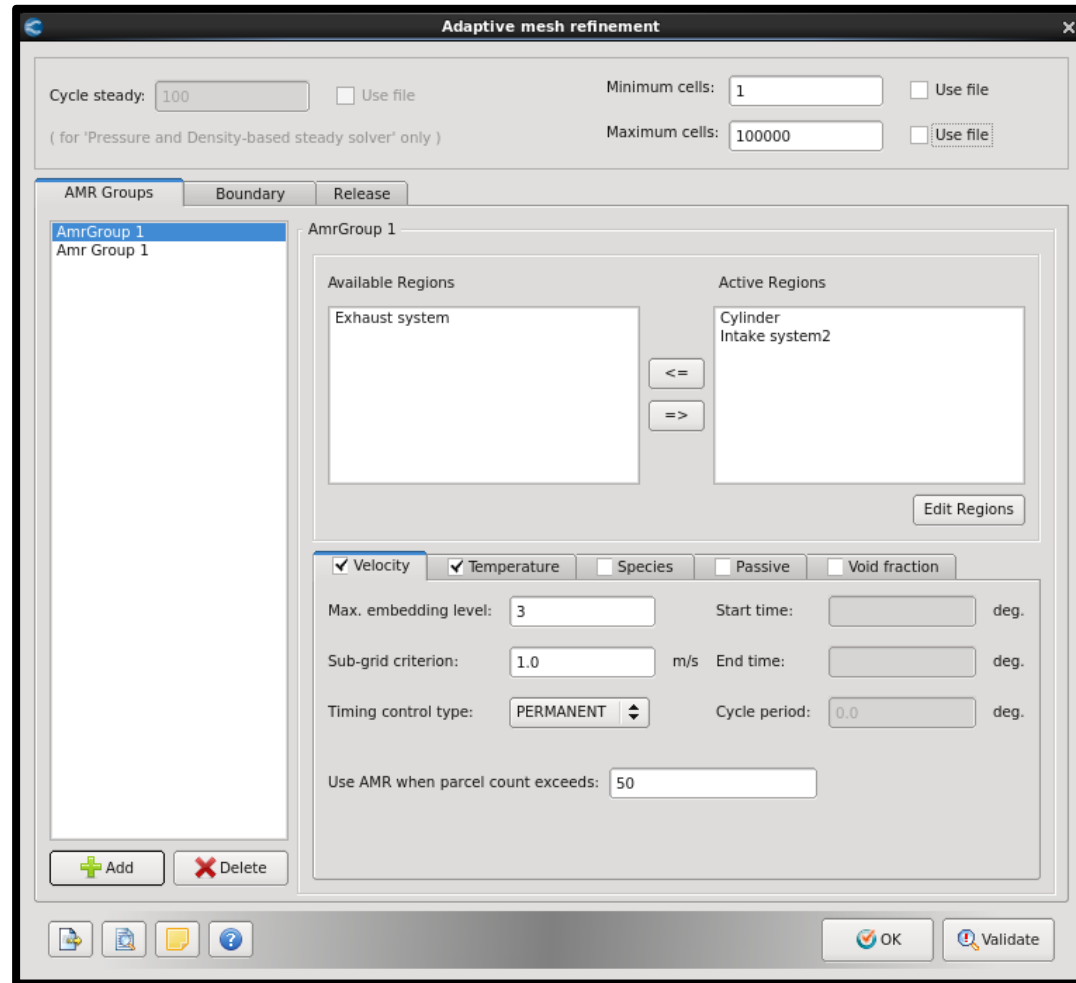 Adaptive mesh refinement
Cycle steady: 100 Use file
( for 'Pressure and Density-based steady solver' only )
Minimum cells: 1 Use file
Maximum cells: 100000 Use file
AMR Groups Boundary Release
AmrGroup 1
Amr Group 1
AmrGroup 1
Available Regions
Exhaust system
<=
=>
Active Regions
Cylinder
Intake system2
Edit Regions
Velocity Temperature Species Passive Void fraction
Max. embedding level: 3 Start time: deg.
Sub-grid criterion: 1.0 m/s End time: deg.
Timing control type: PERMANENT Cycle period: 0.0 deg.
Use AMR when parcel count exceeds: 50
Add Delete
OK Validate